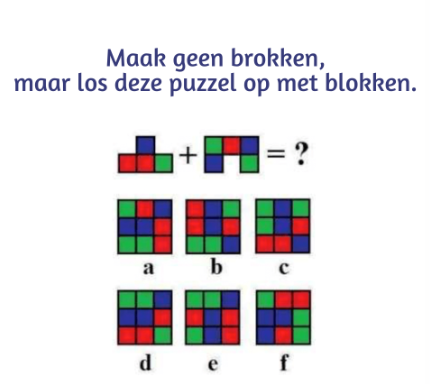 Maak geen brokken,
maar los deze puzzel op met blokken.
+ = ?
a b c
d e f